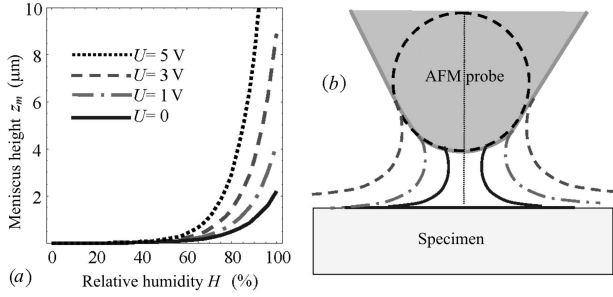 10
8
6
4
2
Meniscus height z_m (μm)
U= 5 V
U= 3 V
U= 1 V
U= 0
0 20 40 60 80 100
Relative humidity H (%)
(a)
(b)
AFM probe
Specimen